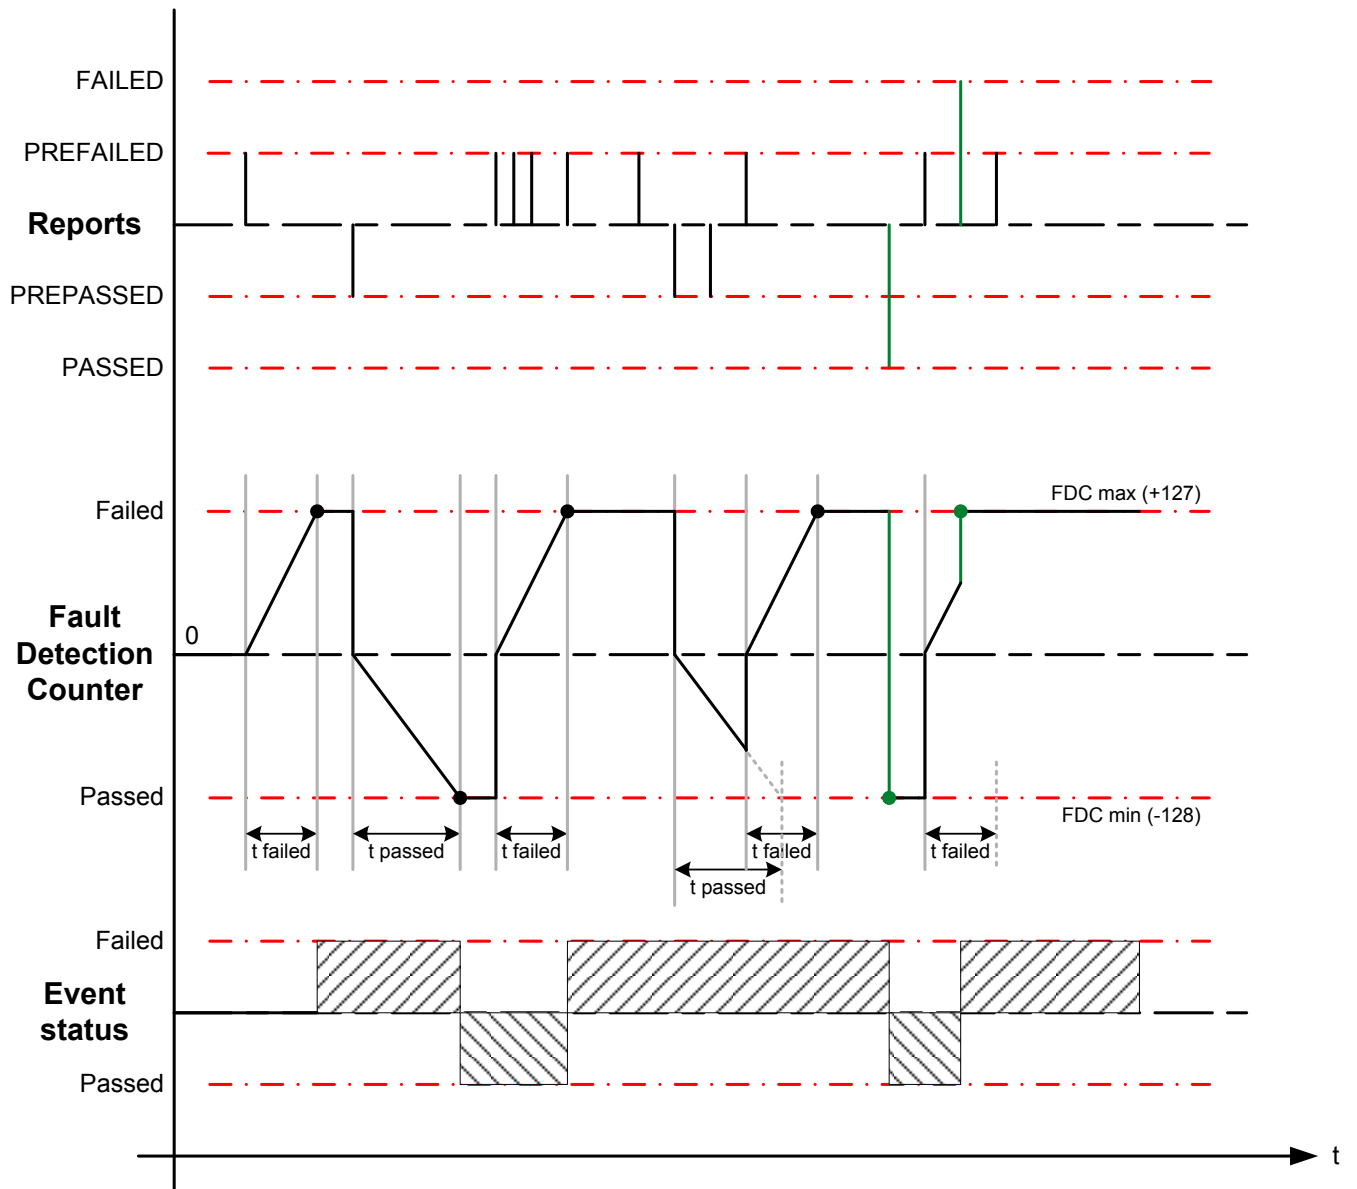 FAILED
PREFAILED
Reports
PREPASSED
PASSED
Failed
FDC max (+127)
0
Fault
Detection
Counter
Passed
FDC min (-128)
t failed
t passed
t failed
t failed
t failed
t passed
Failed
Event
status
Passed
t